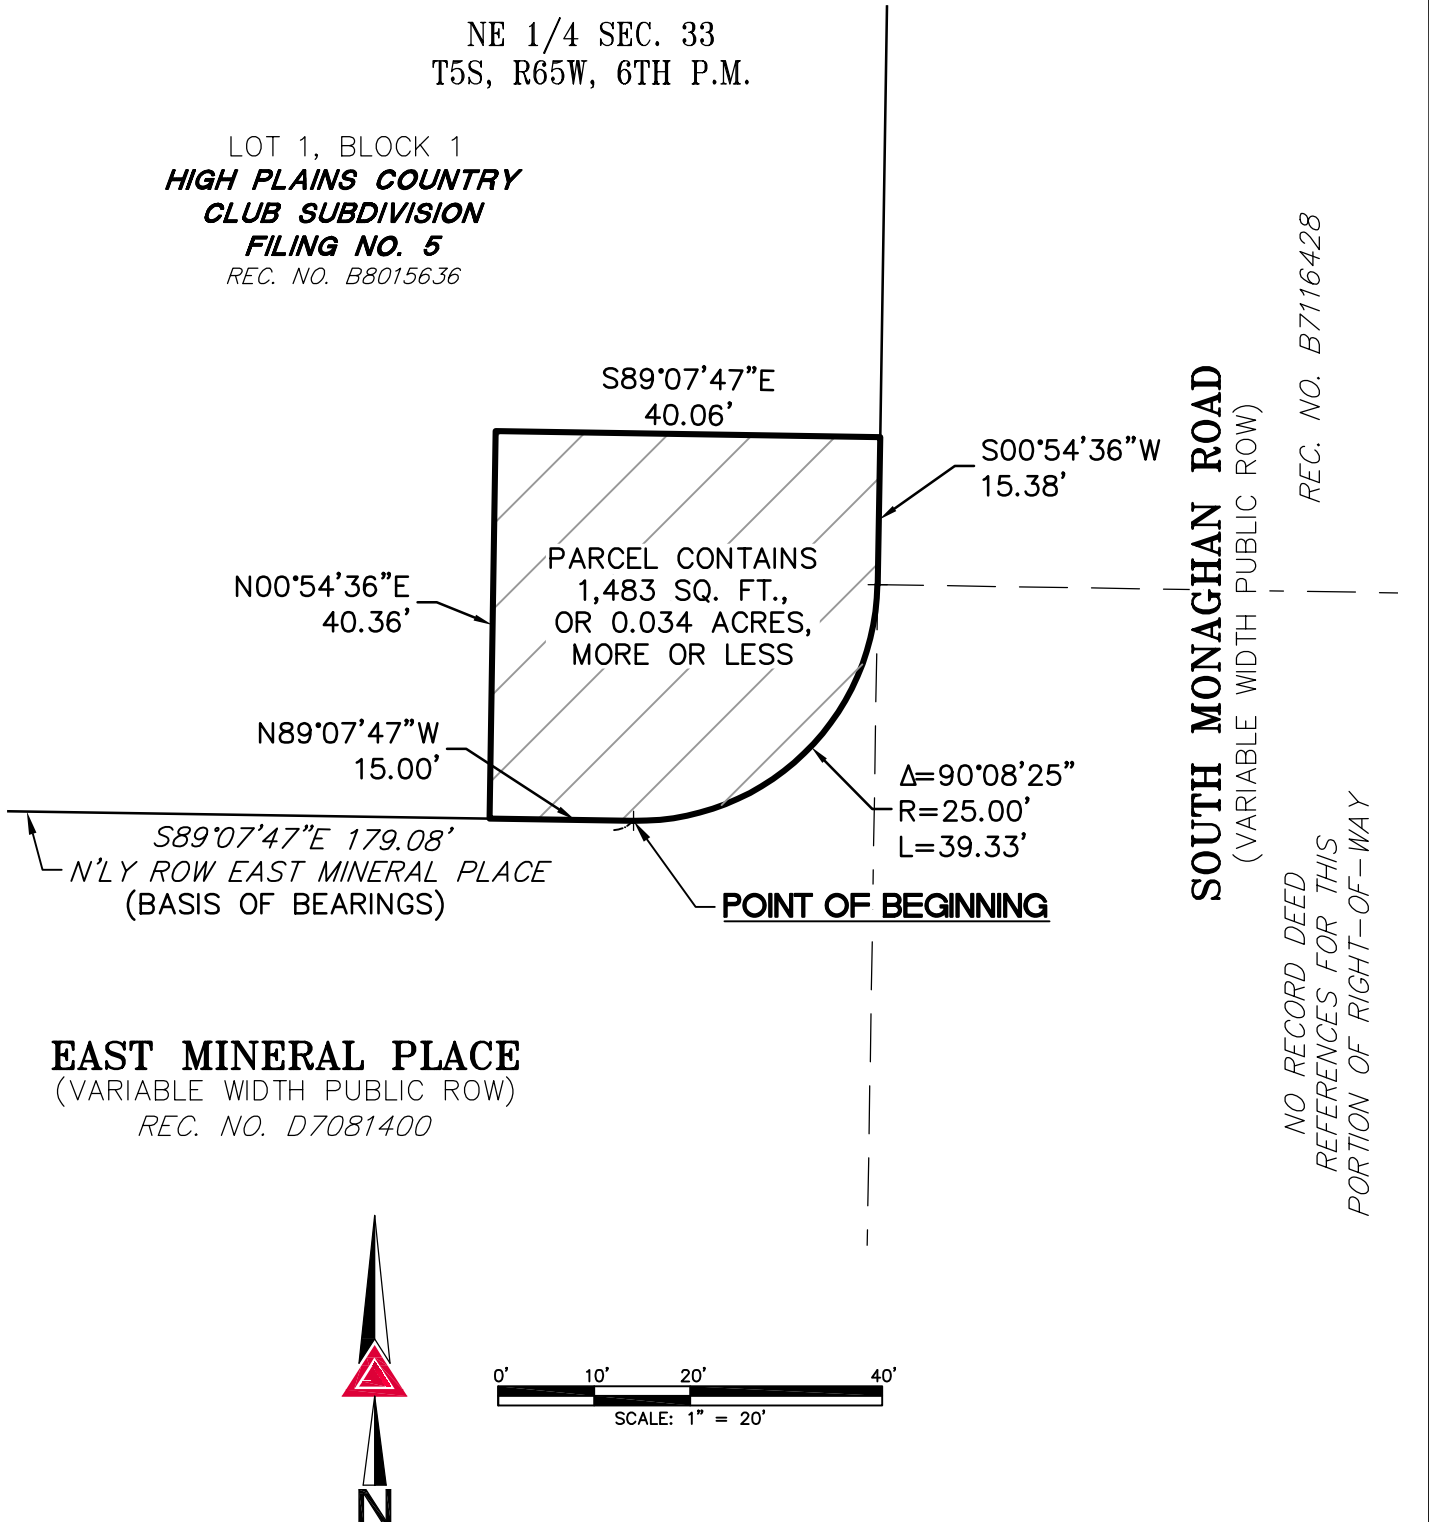 NE 1/4 SEC. 33
T5S, R65W, 6TH P.M.
LOT 1, BLOCK 1
HIGH PLAINS COUNTRY
CLUB SUBDIVISION
FILING NO. 5
REC. NO. B8015636
S89°07'47"E
40.06'
S00°54'36"W
15.38'
PARCEL CONTAINS
1,483 SQ. FT.,
OR 0.034 ACRES,
MORE OR LESS
N00°54'36"E
40.36'
N89°07'47"W
15.00'
Δ=90°08'25"
R=25.00'
L=39.33'
S89°07'47"E 179.08'
N'LY ROW EAST MINERAL PLACE
(BASIS OF BEARINGS)
POINT OF BEGINNING
SOUTH MONAGHAN ROAD
(VARIABLE WIDTH PUBLIC ROW)
REC. NO. B7116428
NO RECORD DEED
REFERENCES FOR THIS
PORTION OF RIGHT-OF-WAY
EAST MINERAL PLACE
(VARIABLE WIDTH PUBLIC ROW)
REC. NO. D7081400
0' 10' 20' 40'
SCALE: 1" = 20'
N